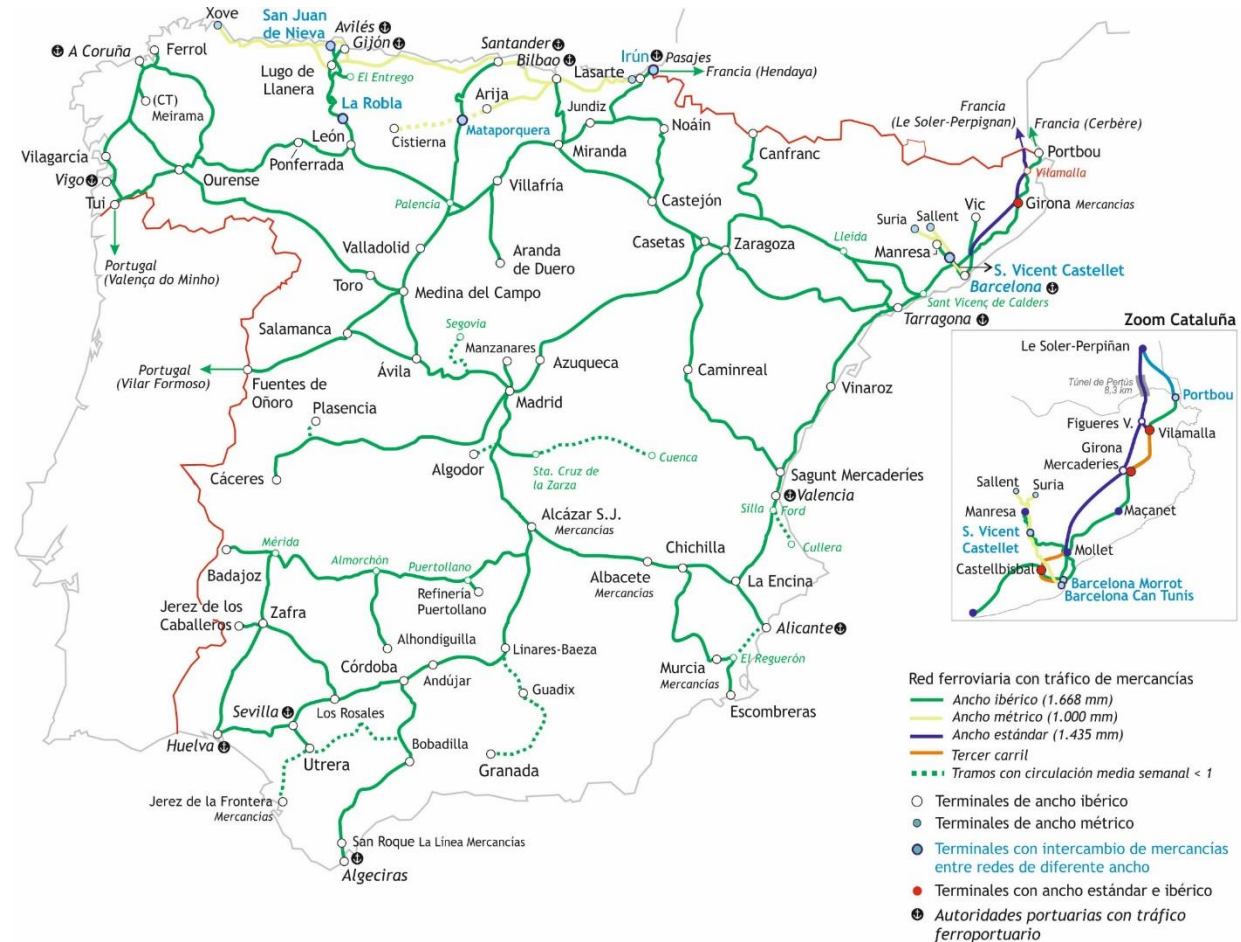 Xove
San Juan
de Nieva
Avilés
Gijón
A Coruña
Ferrol
Lugo de
Llanera
El Entrego
Santander
Bilbao
Lasarte
Irún
Pasajes
Francia (Hendaya)
(CT)
Meirama
La Robla
Arija
Jundiz
Cistierna
Mataporquera
Noáin
León
Ponferrada
Miranda
Canfranc
Francia
(Le Soler-Perpignan)
Francia (Cerbère)
Portbou
Vilamalla
Vilagarcía
Vigo
Tui
Ourense
Villafría
Palencia
Castejón
Girona Mercancías
Vic
Suria
Sallent
Manresa
Valladolid
Aranda
de Duero
Casetas
Zaragoza
Lleida
S. Vicent Castellet
Barcelona
Sant Vicenç de Calders
Tarragona
Portugal
(Valença do Minho)
Toro
Medina del Campo
Salamanca
Segovia
Manzanares
Azuqueca
Ávila
Portugal
(Vilar Formoso)
Fuentes de
Oñoro
Madrid
Caminreal
Vinaroz
Plasencia
Cáceres
Algodor
Sta. Cruz de
la Zarza
Cuenca
Sagunt Mercaderíes
Valencia
Silla
Ford
Cullera
Alcázar S.J.
Mercancías
Chichilla
Albacete
Mercancías
La Encina
Mérida
Badajoz
Almorchón
Puertollano
Refinería
Puertollano
Jerez de los
Caballeros
Zafra
Alhondiguilla
Linares-Baeza
Alicante
El Reguerón
Murcia
Mercancías
Escombreras
Córdoba
Andújar
Guadix
Sevilla
Los Rosales
Huelva
Utrera
Bobadilla
Granada
Jerez de la Frontera
Mercancías
San Roque La Línea Mercancías
Algeciras
Zoom Cataluña
Le Soler-Perpiñan
Túnel de Pertús
8,3 km
Portbou
Figueres V.
Vilamalla
Girona
Mercaderies
Sallent
Suria
Manresa
Maçanet
S. Vicent
Castellet
Mollet
Castellbisbal
Barcelona Morrot
Barcelona Can Tunis
Red ferroviaria con tráfico de mercancías
Ancho ibérico (1.668 mm)
Ancho métrico (1.000 mm)
Ancho estándar (1.435 mm)
Tercer carril
Tramos con circulación media semanal < 1
Terminales de ancho ibérico
Terminales de ancho métrico
Terminales con intercambio de mercancías
entre redes de diferente ancho
Terminales con ancho estándar e ibérico
Autoridades portuarias con tráfico
ferroportuario